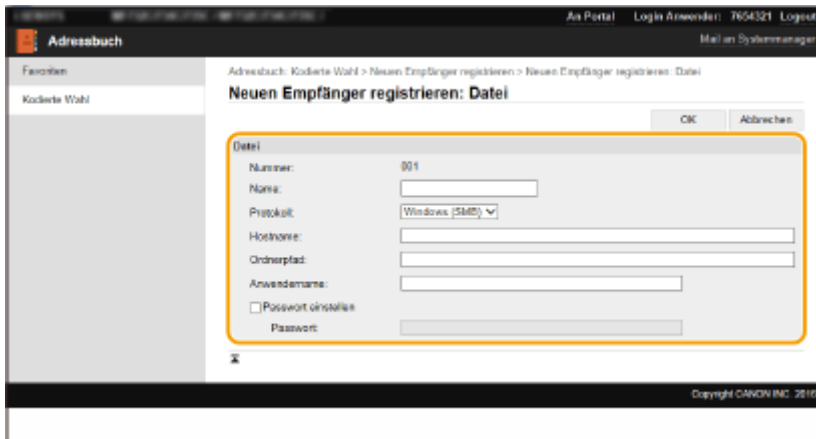 An Portal Login Anwender: 7654321 Logout
Adressbuch Mail an Systemmanager
Favoriten
Kodierte Wahl
Adressbuch: Kodierte Wahl > Neuen Empfänger registrieren > Neuen Empfänger registrieren: Datei
Neuen Empfänger registrieren: Datei
OK Abbrechen
Datei
Nummer: 001
Name:
Protokoll: Windows (SMB)
Hostname:
Ordnerpfad:
Anwendername:
Passwort einstellen
Passwort:
Copyright CANON INC. 2016